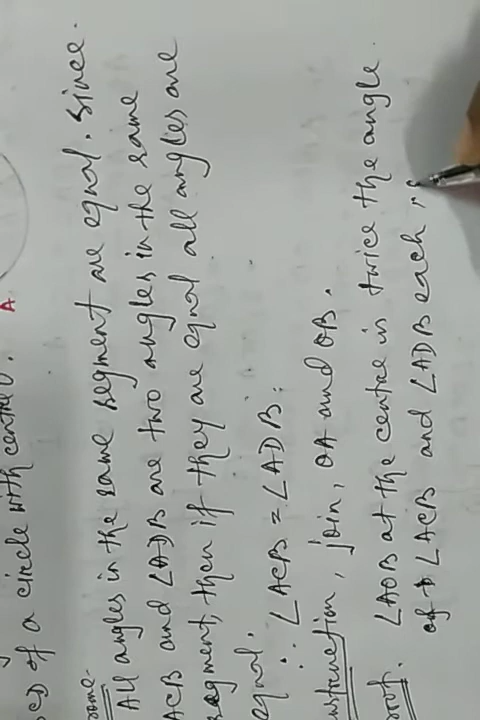 CD of a circle with centre O. A
All angles in the same segment are equal. Since
ACB and ∠ADB are two angles in the same
segment, then if they are equal all angles are
equal.
∴ ∠ACB = ∠ADB.
join, OA and OB.
∠AOB at the centre is twice the angle
of ∠ACB and ∠ADB each